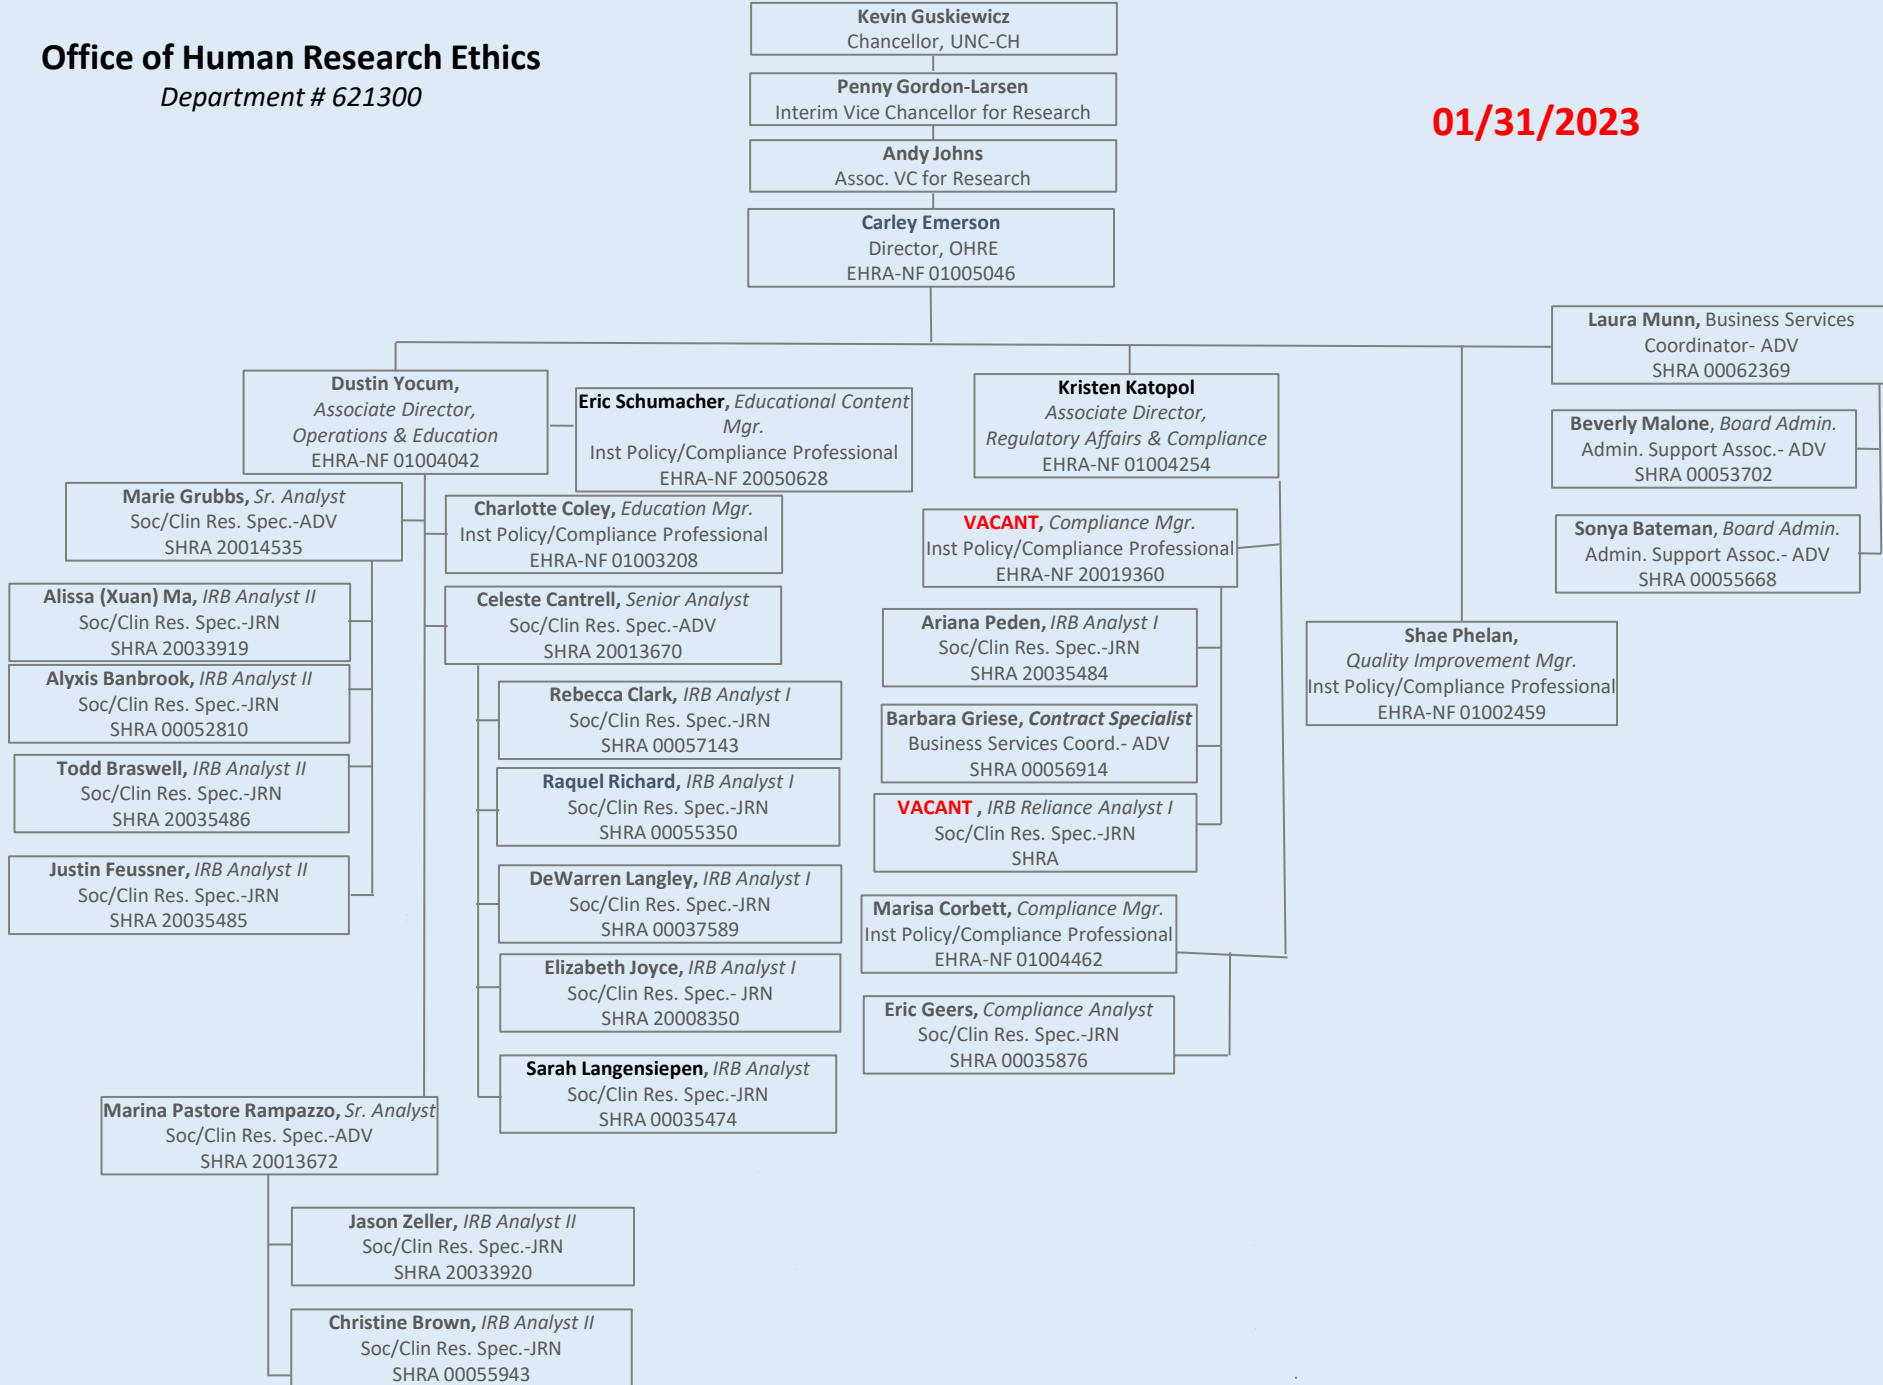 Office of Human Research Ethics
Department # 621300
01/31/2023
Kevin Guskiewicz
Chancellor, UNC-CH
Penny Gordon-Larsen
Interim Vice Chancellor for Research
Andy Johns
Assoc. VC for Research
Carley Emerson
Director, OHRE
EHRA-NF 01005046
Laura Munn, Business Services
Coordinator- ADV
SHRA 00062369
Beverly Malone, Board Admin.
Admin. Support Assoc.- ADV
SHRA 00053702
Sonya Bateman, Board Admin.
Admin. Support Assoc.- ADV
SHRA 00055668
Dustin Yocum,
Associate Director,
Operations & Education
EHRA-NF 01004042
Eric Schumacher, Educational Content
Mgr.
Inst Policy/Compliance Professional
EHRA-NF 20050628
Kristen Katopol
Associate Director,
Regulatory Affairs & Compliance
EHRA-NF 01004254
Marie Grubbs, Sr. Analyst
Soc/Clin Res. Spec.-ADV
SHRA 20014535
Charlotte Coley, Education Mgr.
Inst Policy/Compliance Professional
EHRA-NF 01003208
Celeste Cantrell, Senior Analyst
Soc/Clin Res. Spec.-ADV
SHRA 20013670
Alissa (Xuan) Ma, IRB Analyst II
Soc/Clin Res. Spec.-JRN
SHRA 20033919
Alyxis Banbrook, IRB Analyst II
Soc/Clin Res. Spec.-JRN
SHRA 00052810
Todd Braswell, IRB Analyst II
Soc/Clin Res. Spec.-JRN
SHRA 20035486
Justin Feussner, IRB Analyst II
Soc/Clin Res. Spec.-JRN
SHRA 20035485
Rebecca Clark, IRB Analyst I
Soc/Clin Res. Spec.-JRN
SHRA 00057143
Raquel Richard, IRB Analyst I
Soc/Clin Res. Spec.-JRN
SHRA 00055350
DeWarren Langley, IRB Analyst I
Soc/Clin Res. Spec.-JRN
SHRA 00037589
Elizabeth Joyce, IRB Analyst I
Soc/Clin Res. Spec.- JRN
SHRA 20008350
Sarah Langensiepen, IRB Analyst
Soc/Clin Res. Spec.-JRN
SHRA 00035474
VACANT, Compliance Mgr.
Inst Policy/Compliance Professional
EHRA-NF 20019360
Ariana Peden, IRB Analyst I
Soc/Clin Res. Spec.-JRN
SHRA 20035484
Barbara Griese, Contract Specialist
Business Services Coord.- ADV
SHRA 00056914
VACANT , IRB Reliance Analyst I
Soc/Clin Res. Spec.-JRN
SHRA
Marisa Corbett, Compliance Mgr.
Inst Policy/Compliance Professional
EHRA-NF 01004462
Eric Geers, Compliance Analyst
Soc/Clin Res. Spec.-JRN
SHRA 00035876
Shae Phelan,
Quality Improvement Mgr.
Inst Policy/Compliance Professional
EHRA-NF 01002459
Marina Pastore Rampazzo, Sr. Analyst
Soc/Clin Res. Spec.-ADV
SHRA 20013672
Jason Zeller, IRB Analyst II
Soc/Clin Res. Spec.-JRN
SHRA 20033920
Christine Brown, IRB Analyst II
Soc/Clin Res. Spec.-JRN
SHRA 00055943